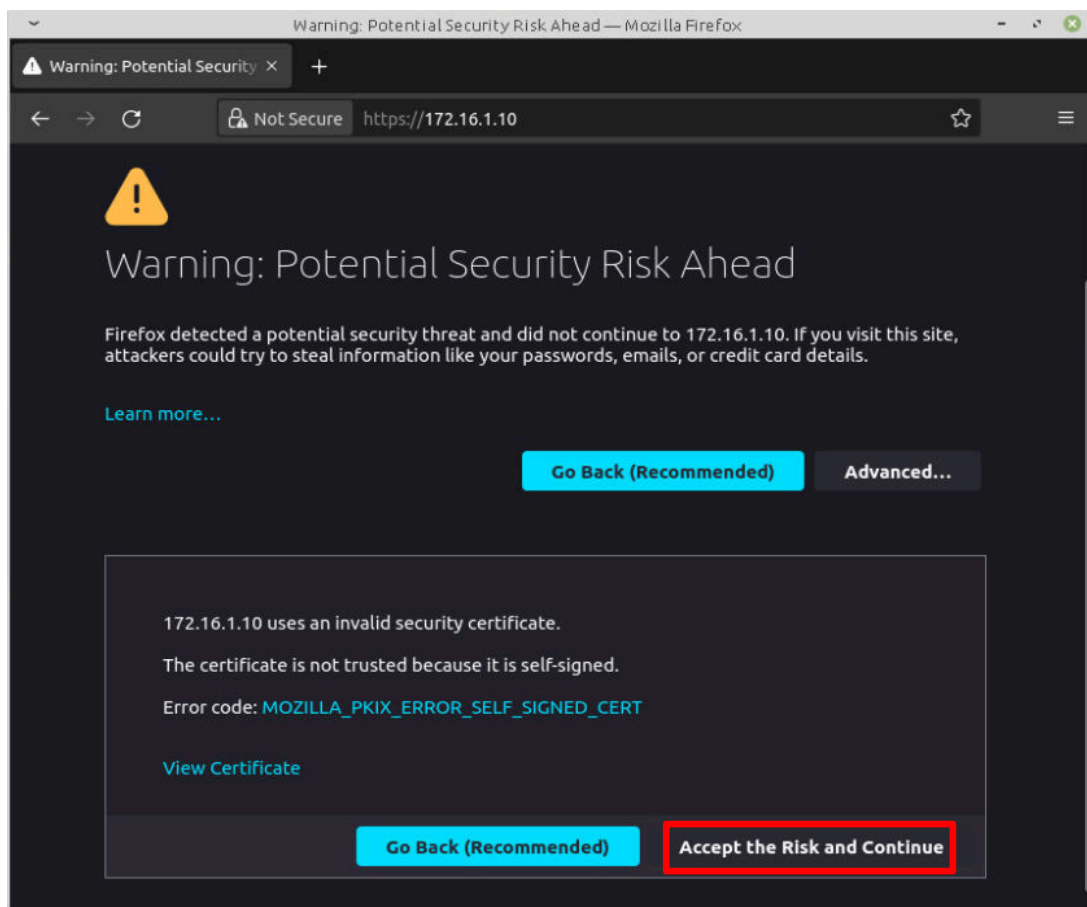 Warning: Potential Security Risk Ahead — Mozilla Firefox
Warning: Potential Security
Not Secure https://172.16.1.10
Warning: Potential Security Risk Ahead
Firefox detected a potential security threat and did not continue to 172.16.1.10. If you visit this site,
attackers could try to steal information like your passwords, emails, or credit card details.
Learn more…
Go Back (Recommended) Advanced…
172.16.1.10 uses an invalid security certificate.
The certificate is not trusted because it is self-signed.
Error code: MOZILLA_PKIX_ERROR_SELF_SIGNED_CERT
View Certificate
Go Back (Recommended) Accept the Risk and Continue